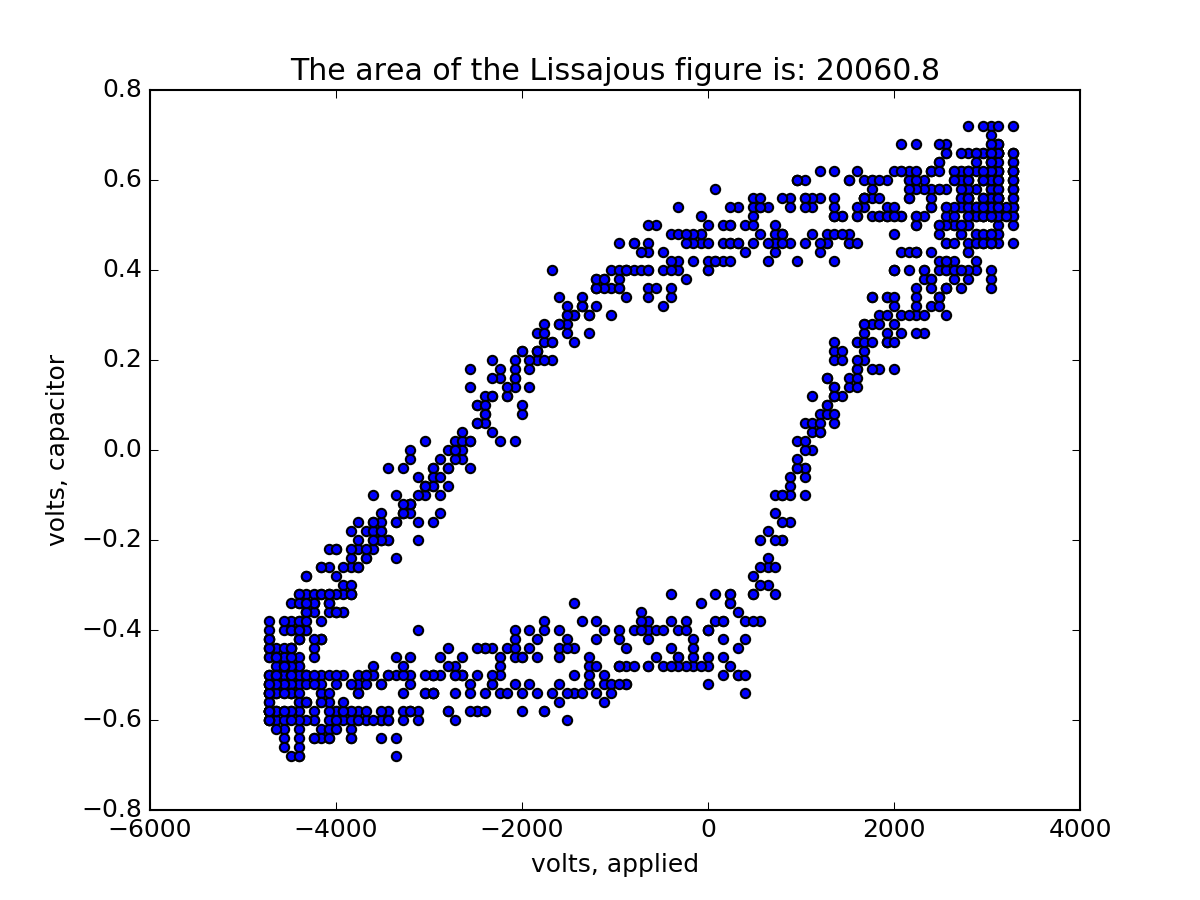 The area of the Lissajous figure is: 20060.8
0.8
0.6
0.4
0.2
0.0
−0.2
−0.4
−0.6
−0.8
volts, capacitor
−6000 −4000 −2000 0 2000 4000
volts, applied